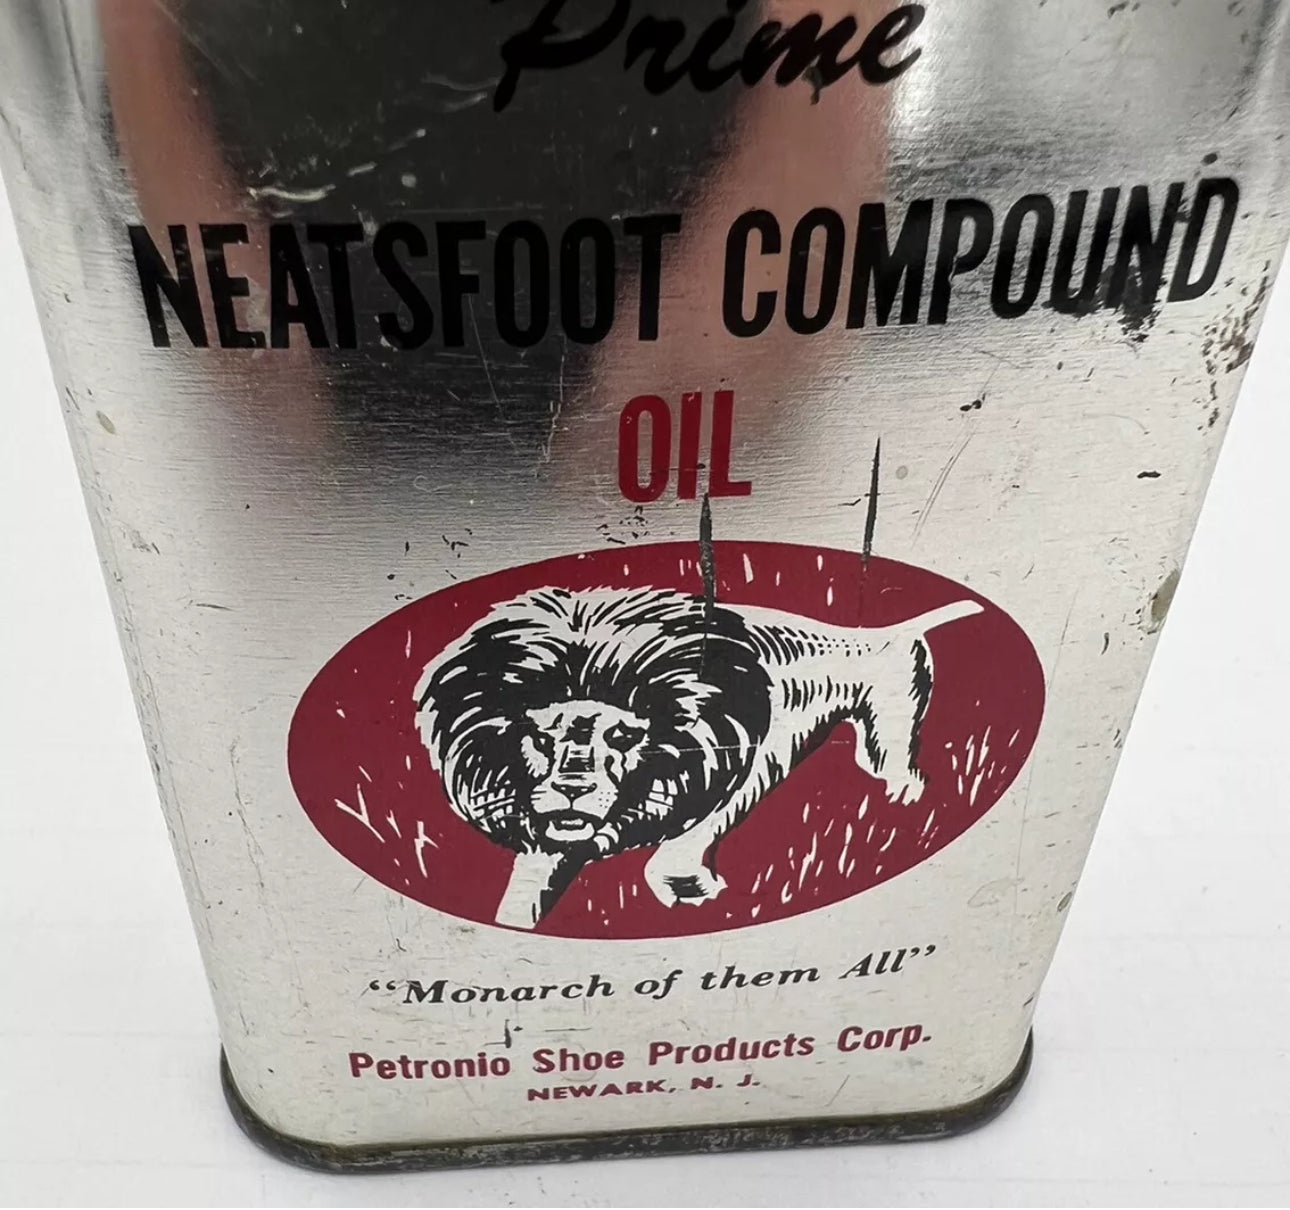 Prime
NEATSFOOT COMPOUND
OIL
“Monarch of them All”
Petronio Shoe Products Corp.
NEWARK, N. J.